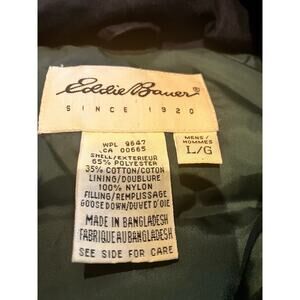 Eddie Bauer
SINCE 1920
WPL 9647
CA 00665
SHELL/EXTERIEUR
65% POLYESTER
35% COTTON/COTON
LINING/DOUBLURE
100% NYLON
FILLING/REMPLISSAGE
GOOSE DOWN/DUVET D'OIE
MADE IN BANGLADESH
FABRIQUE AU BANGLADESH
SEE SIDE FOR CARE
MENS/
HOMMES
L/G